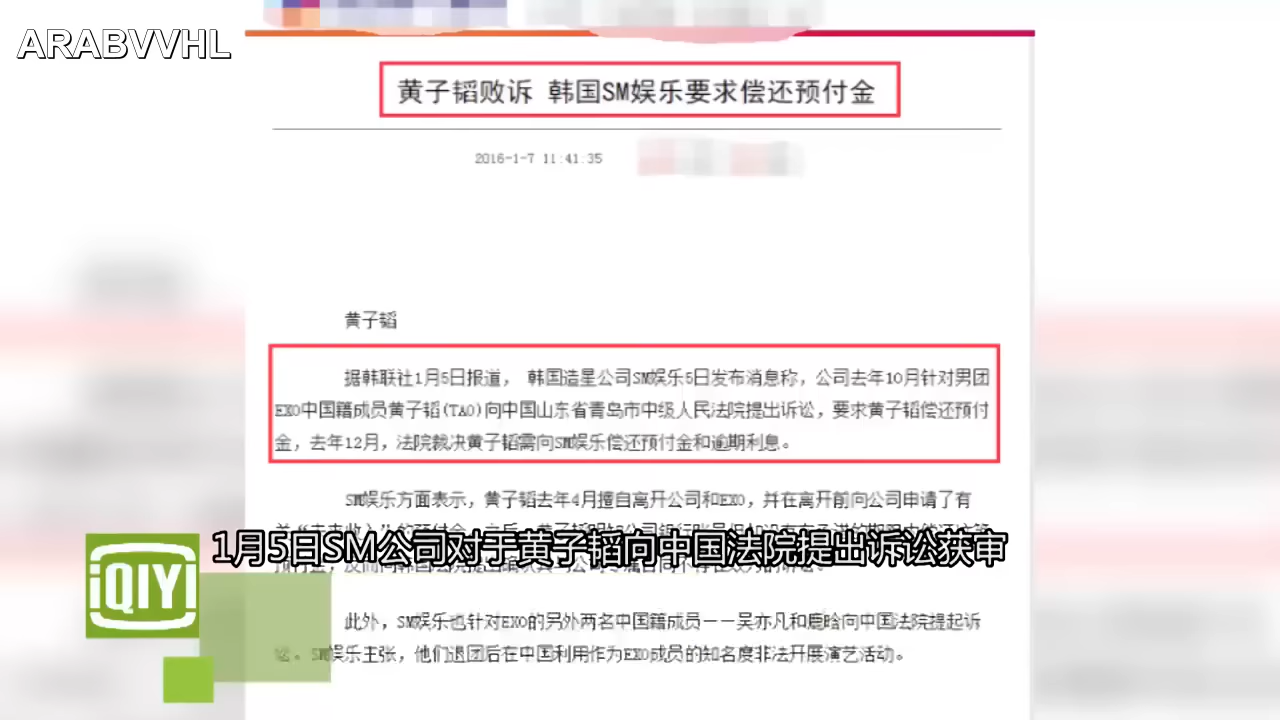 ARABVVHL
黄子韬败诉 韩国SM娱乐要求偿还预付金
2016-1-7 11:41:35
黄子韬
据韩联社1月5日报道， 韩国造星公司SM娱乐5日发布消息称，公司去年10月针对男团
EXO中国籍成员黄子韬(TAO)向中国山东省青岛市中级人民法院提出诉讼，要求黄子韬偿还预付
金，去年12月，法院裁决黄子韬需向SM娱乐偿还预付金和逾期利息。
SM娱乐方面表示，黄子韬去年4月擅自离开公司和EXO，并在离开前向公司申请了有
1月5日SM公司对于黄子韬向中国法院提出诉讼获审
QIYI
此外，SM娱乐也针对EXO的另外两名中国籍成员——吴亦凡和鹿晗向中国法院提起诉
讼。SM娱乐主张，他们退团后在中国利用作为EXO成员的知名度非法开展演艺活动。